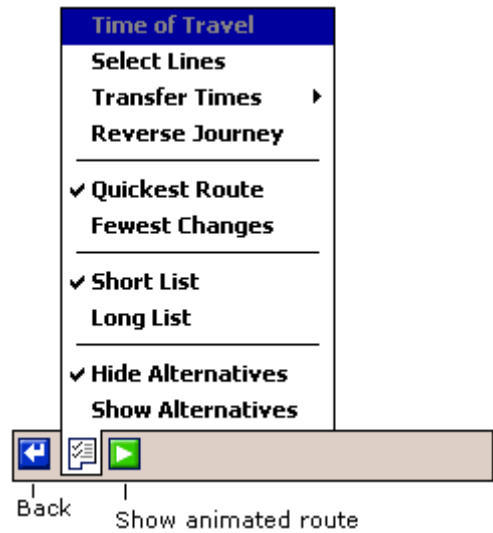 Time of Travel
Select Lines
Transfer Times
Reverse Journey
Quickest Route
Fewest Changes
Short List
Long List
Hide Alternatives
Show Alternatives
Back
Show animated route